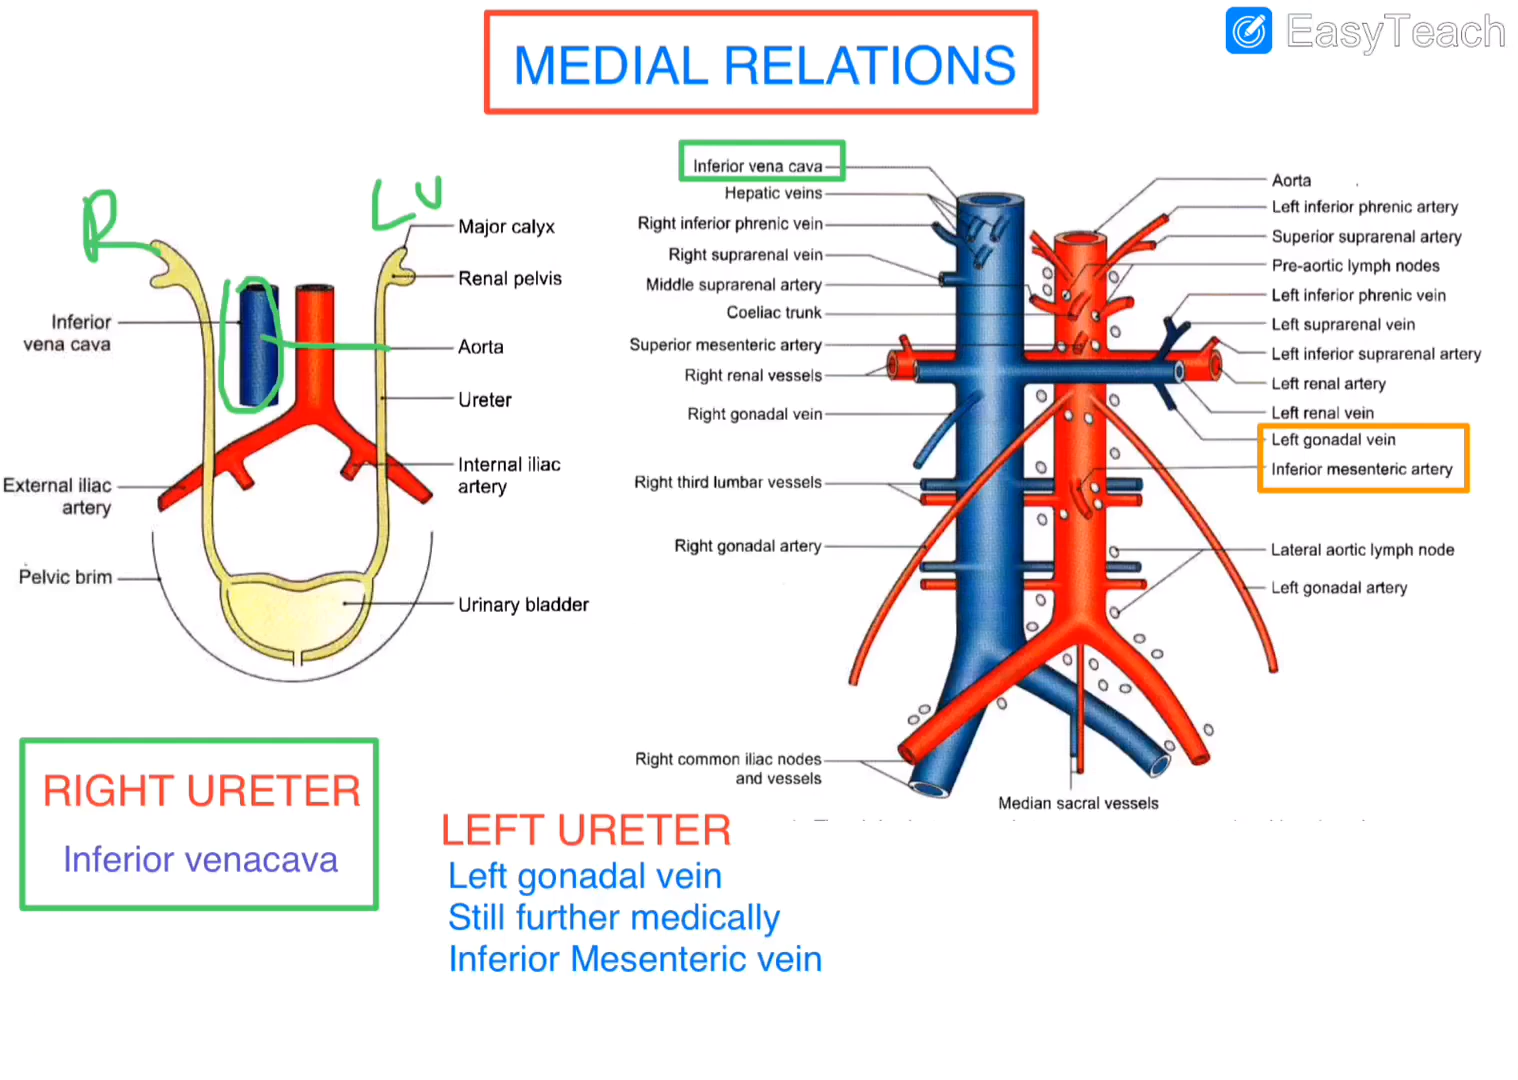 MEDIAL RELATIONS
EasyTeach
R
LU
Major calyx
Renal pelvis
Inferior
vena cava
Aorta
Ureter
Internal iliac
artery
External iliac
artery
Pelvic brim
Urinary bladder
Inferior vena cava
Hepatic veins
Right inferior phrenic vein
Right suprarenal vein
Middle suprarenal artery
Coeliac trunk
Superior mesenteric artery
Right renal vessels
Right gonadal vein
Right third lumbar vessels
Right gonadal artery
Right common iliac nodes
and vessels
Aorta
Left inferior phrenic artery
Superior suprarenal artery
Pre-aortic lymph nodes
Left inferior phrenic vein
Left suprarenal vein
Left inferior suprarenal artery
Left renal artery
Left renal vein
Left gonadal vein
Inferior mesenteric artery
Lateral aortic lymph node
Left gonadal artery
Median sacral vessels
RIGHT URETER
Inferior venacava
LEFT URETER
Left gonadal vein
Still further medically
Inferior Mesenteric vein